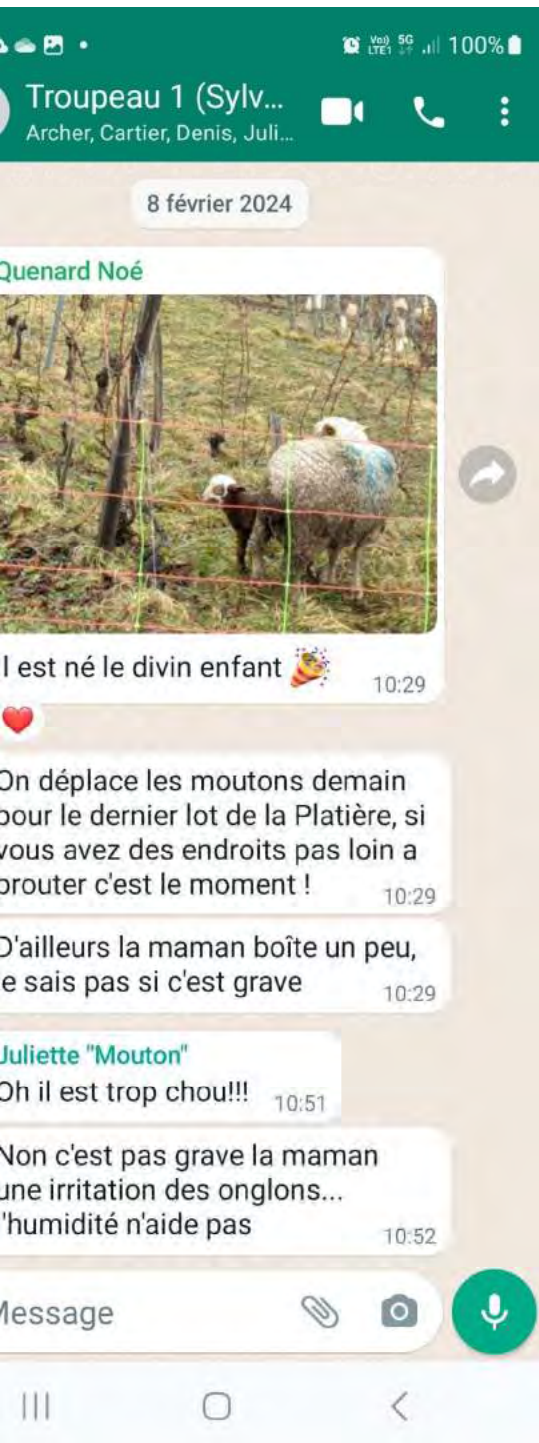 VoI) 5G LTE1 100%
Troupeau 1 (Sylv...
Archer, Cartier, Denis, Juli...
8 février 2024
Quenard Noé
l est né le divin enfant
10:29
On déplace les moutons demain
pour le dernier lot de la Platière, si
vous avez des endroits pas loin a
brouter c'est le moment !
10:29
D'ailleurs la maman boîte un peu,
e sais pas si c'est grave
10:29
Juliette "Mouton"
Oh il est trop chou!!!
10:51
Non c'est pas grave la maman
une irritation des onglons...
l'humidité n'aide pas
10:52
Message